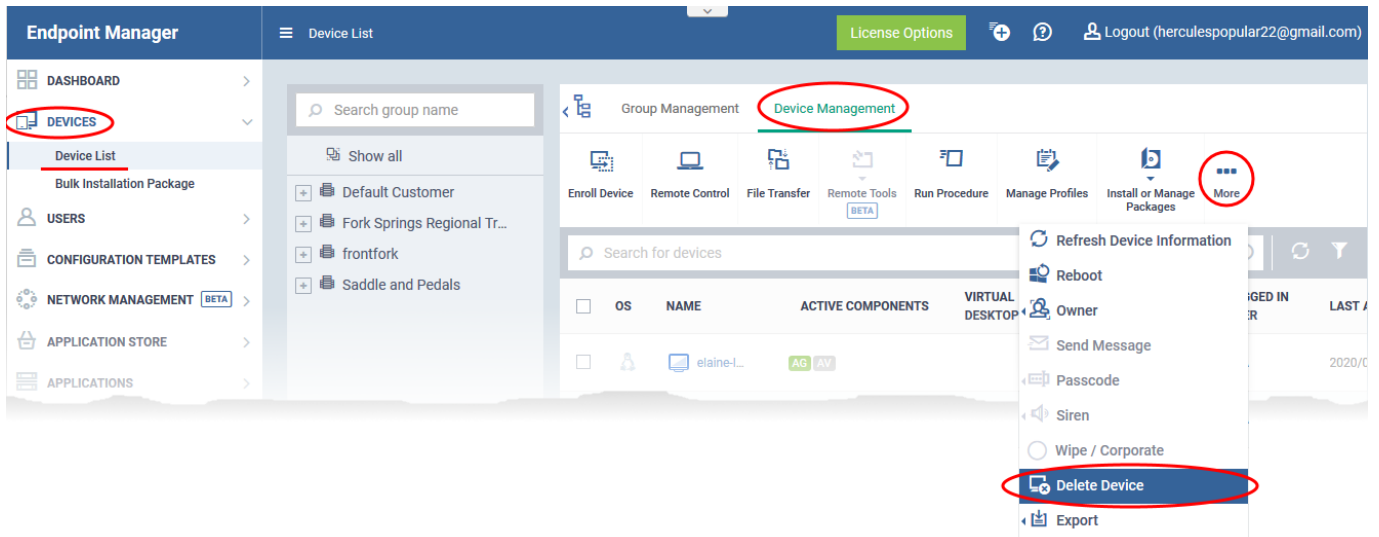 Endpoint Manager
Device List
License Options
Logout (herculespopular22@gmail.com)
DASHBOARD
DEVICES
Device List
Bulk Installation Package
USERS
CONFIGURATION TEMPLATES
NETWORK MANAGEMENT BETA
APPLICATION STORE
APPLICATIONS
Search group name
Show all
Default Customer
Fork Springs Regional Tr...
frontfork
Saddle and Pedals
Group Management
Device Management
Enroll Device
Remote Control
File Transfer
Remote Tools
BETA
Run Procedure
Manage Profiles
Install or Manage
Packages
More
Search for devices
OS
NAME
ACTIVE COMPONENTS
VIRTUAL
DESKTOP
GGED IN
LAST A
elaine-l...
AG AV
2020/0
Refresh Device Information
Reboot
Owner
Send Message
Passcode
Siren
Wipe / Corporate
Delete Device
Export